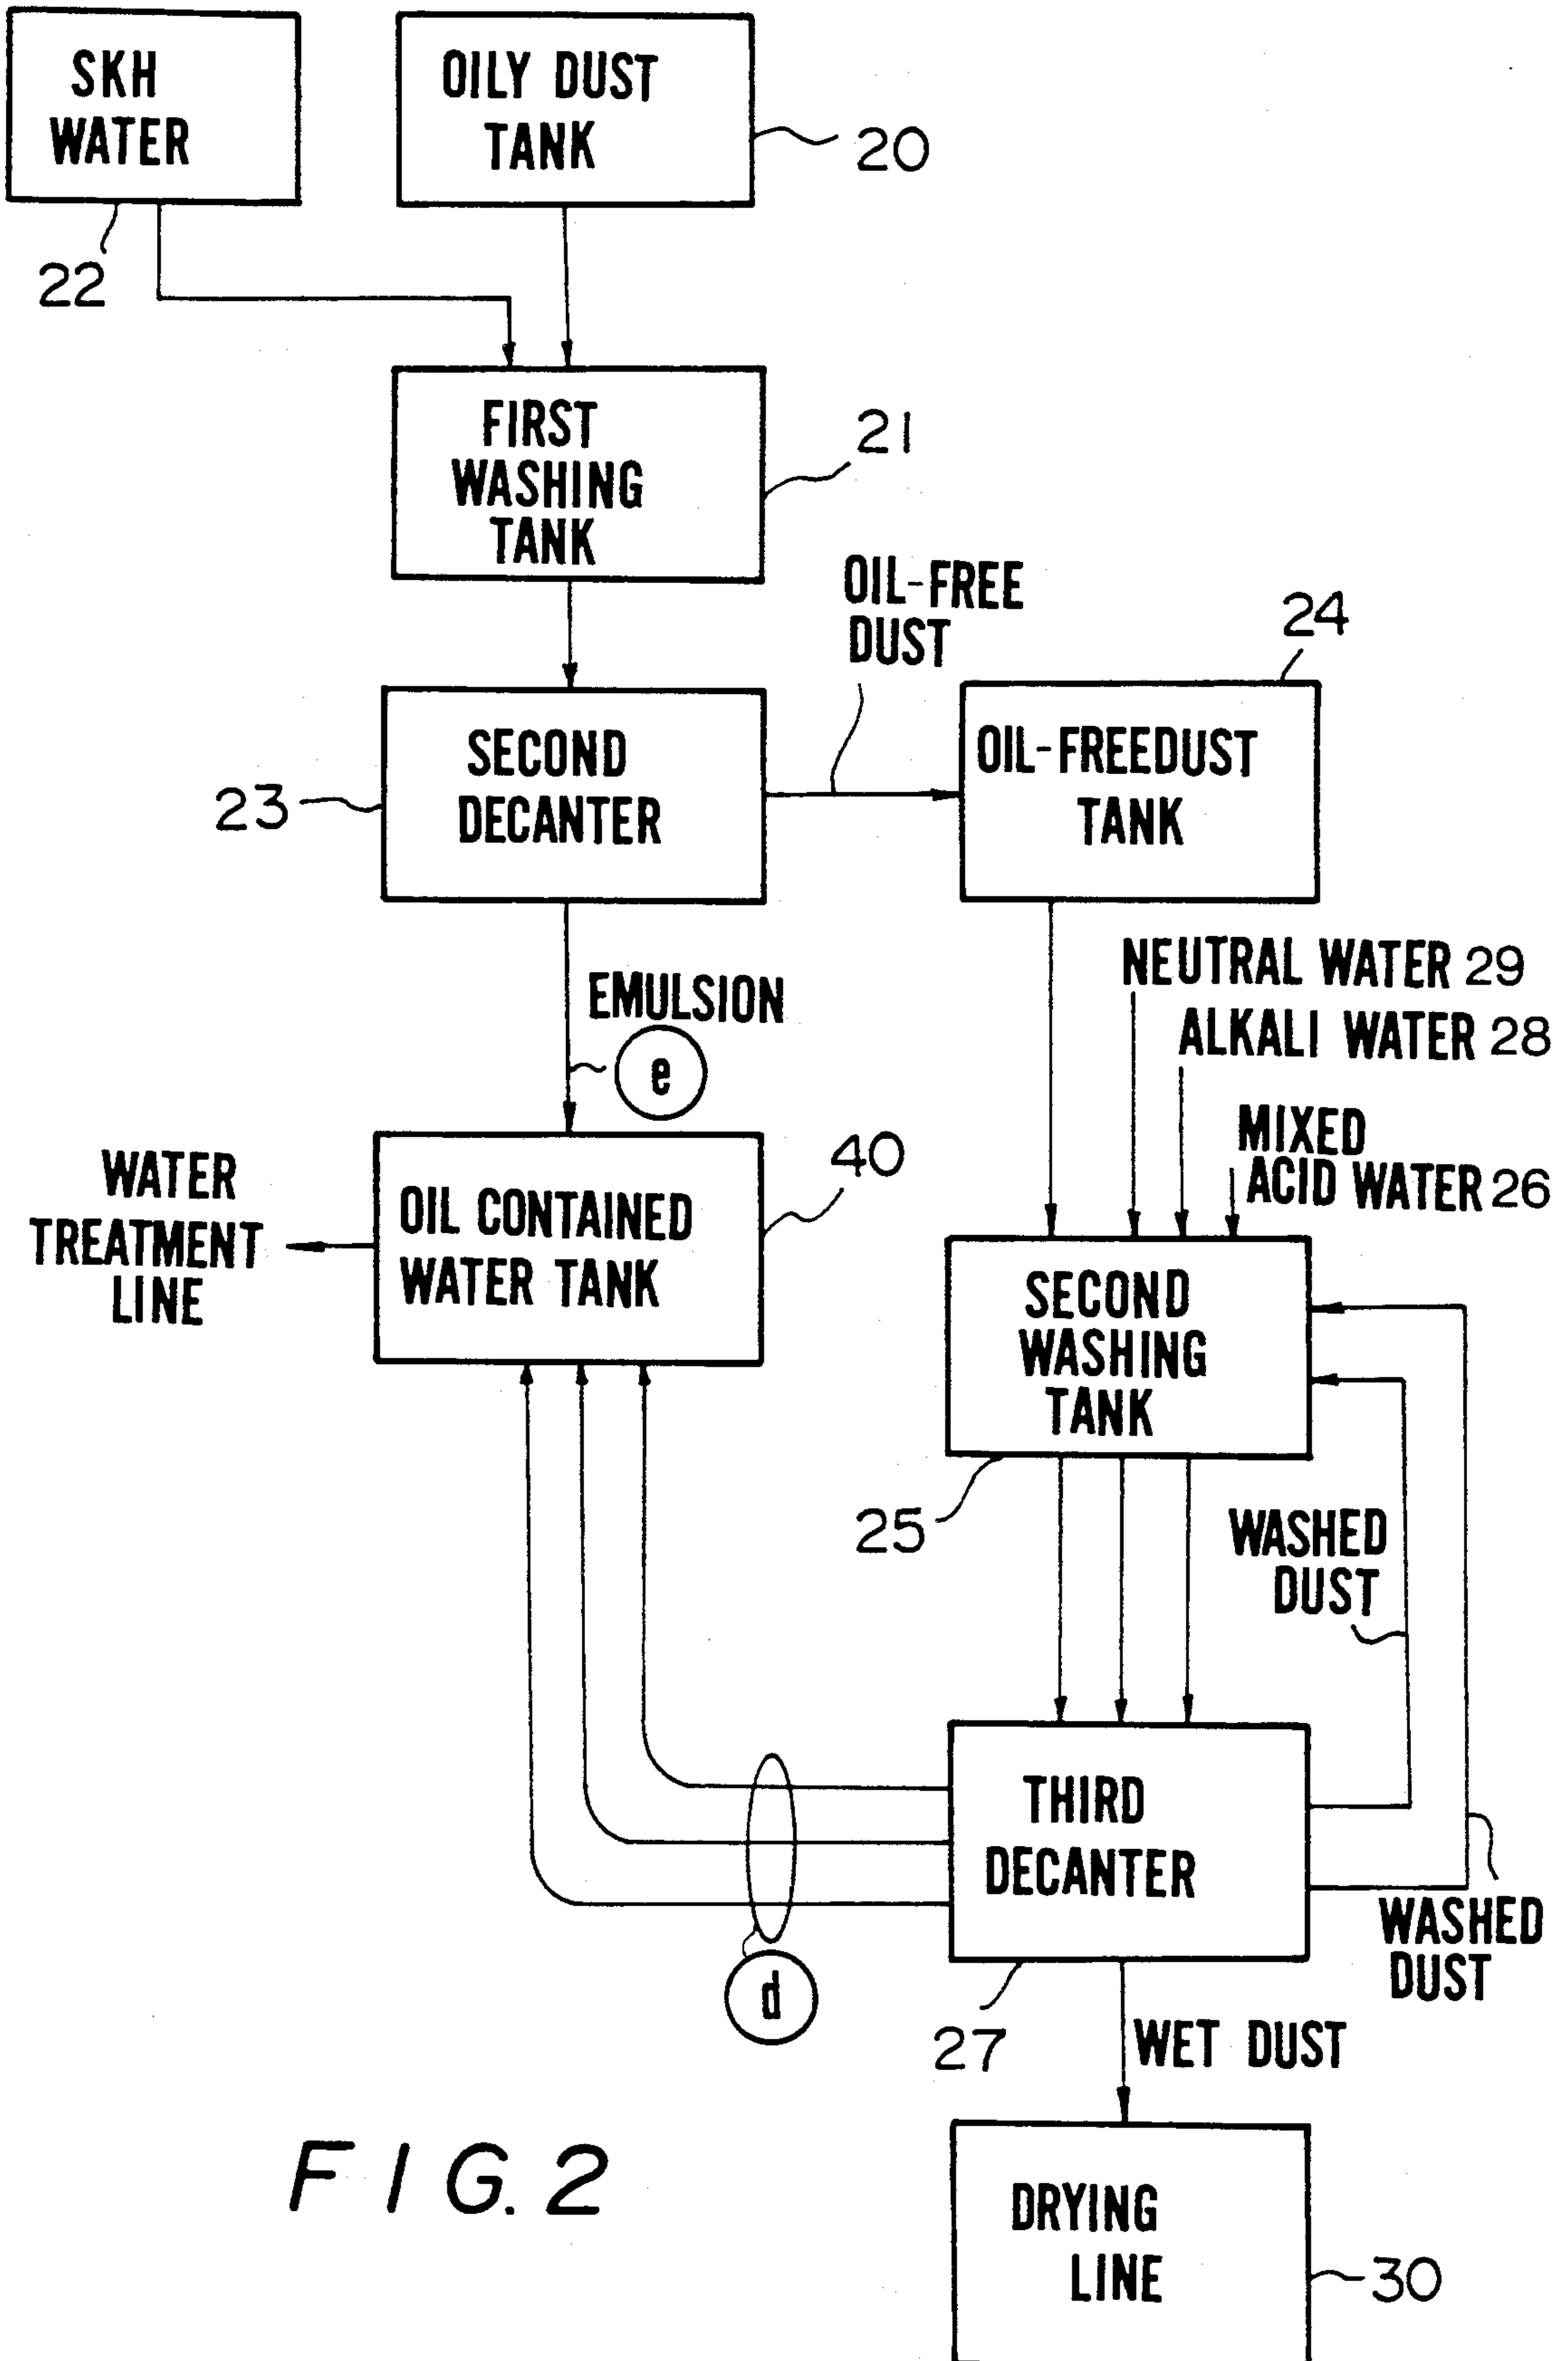 SKH
WATER
22
OILY DUST
TANK
20
FIRST
WASHING
TANK
21
OIL-FREE
DUST
24
SECOND
DECANTER
23
OIL-FREEDUST
TANK
EMULSION
e
NEUTRAL WATER 29
ALKALI WATER 28
MIXED
ACID WATER 26
WATER
TREATMENT
LINE
OIL CONTAINED
WATER TANK
40
SECOND
WASHING
TANK
25
WASHED
DUST
THIRD
DECANTER
WASHED
DUST
d
27
WET DUST
FIG. 2
DRYING
LINE
30